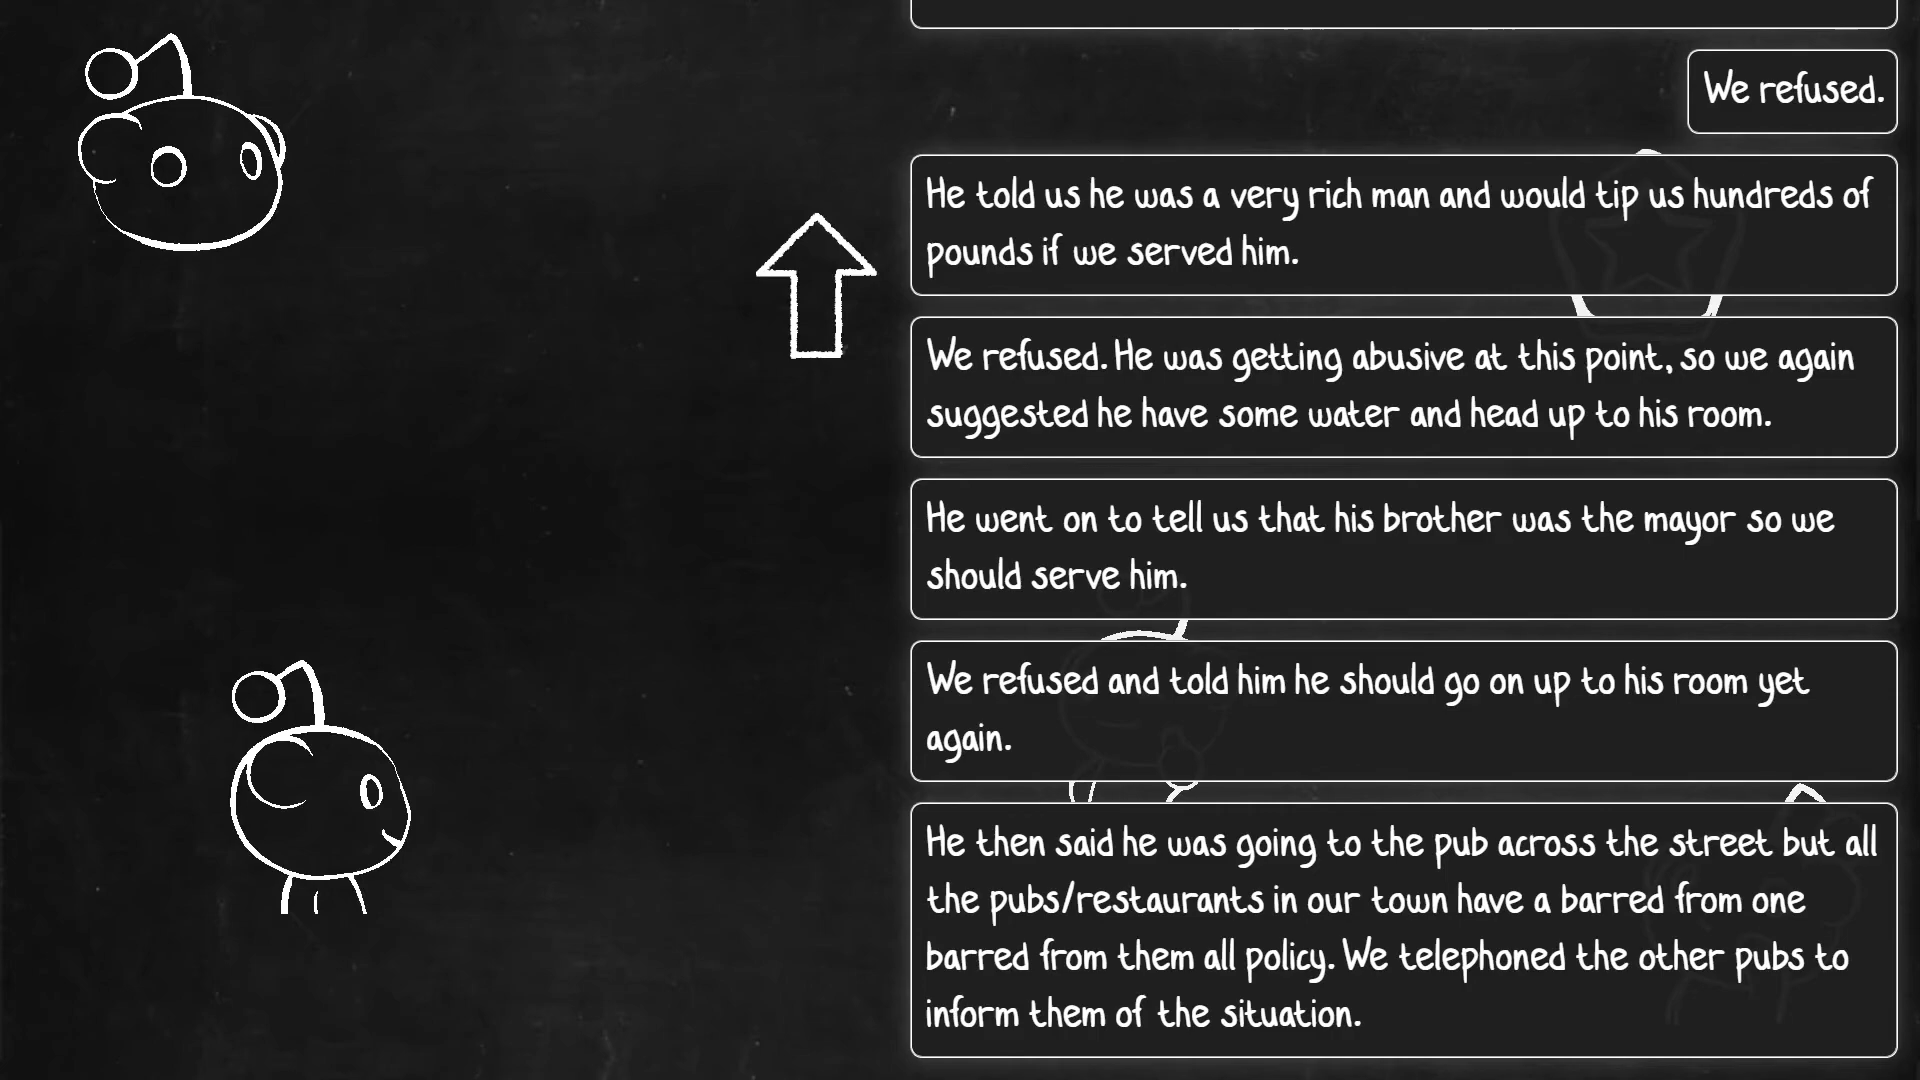 We refused.
He told us he was a very rich man and would tip us hundreds of
pounds if we served him.
We refused. He was getting abusive at this point, so we again
suggested he have some water and head up to his room.
He went on to tell us that his brother was the mayor so we
should serve him.
We refused and told him he should go on up to his room yet
again.
He then said he was going to the pub across the street but all
the pubs/restaurants in our town have a barred from one
barred from them all policy. We telephoned the other pubs to
inform them of the situation.